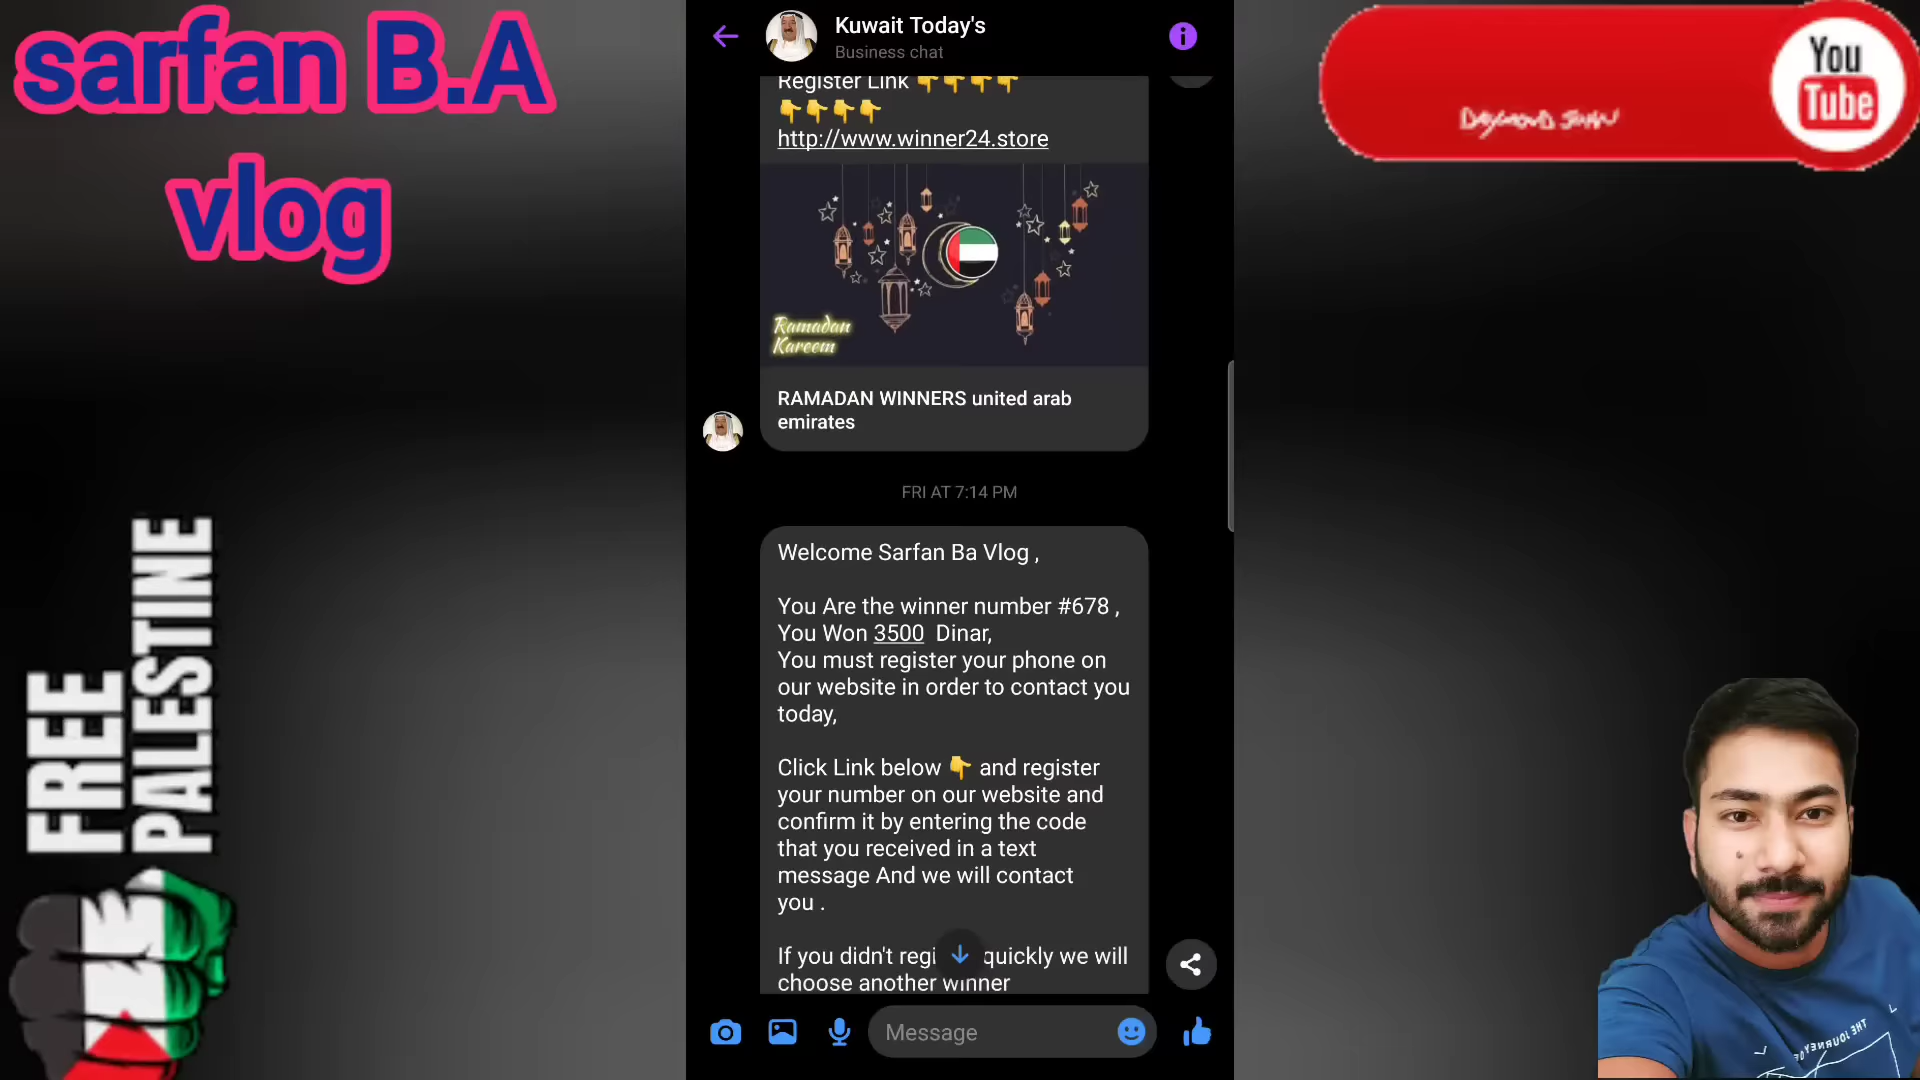 sarfan B.A
vlog
FREE
PALESTINE
Kuwait Today's
Business chat
Register Link 👇👇👇👇
👇👇👇👇
http://www.winner24.store
Ramadan
Kareem
RAMADAN WINNERS united arab
emirates
FRI AT 7:14 PM
Welcome Sarfan Ba Vlog ,
You Are the winner number #678 ,
You Won 3500 Dinar,
You must register your phone on
our website in order to contact you
today,
Click Link below 👇 and register
your number on our website and
confirm it by entering the code
that you received in a text
message And we will contact
you .
If you didn't regi quickly we will
choose another winner
Message
You
Tube
THE JOURNEY OF